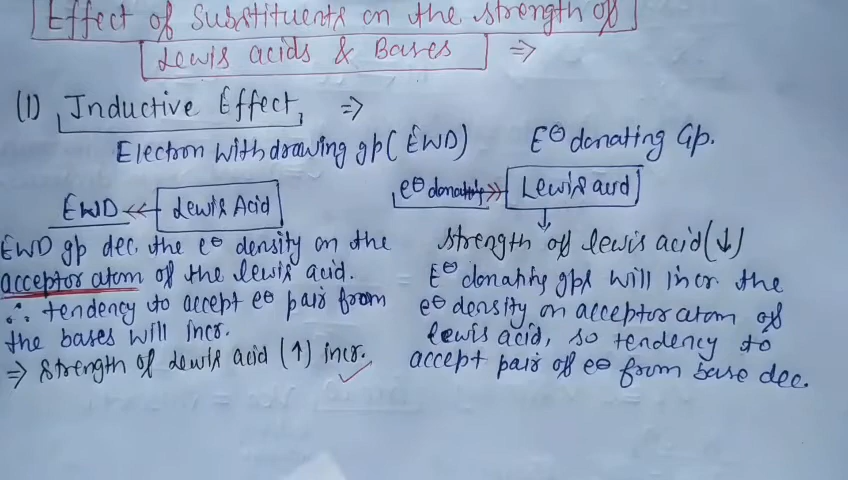 Effect of Substituents on the strength of
Lewis acids & Bases ⇒
(1) Inductive Effect, ⇒
Electron withdrawing gp (EWD)
E⊖ donating Gp.
EWD ↞ Lewis Acid
EWD gp dec. the e⊖ density on the
acceptor atom of the lewis acid.
∴ tendency to accept e⊖ pair from
the bases will incr.
⇒ strength of Lewis acid (↑) incr.
e⊖ donating ↠ Lewis acid
↓
strength of lewis acid (↓)
E⊖ donating gps will incr. the
e⊖ density on acceptor atom of
lewis acid, so tendency to
accept pair of e⊖ from base dec.